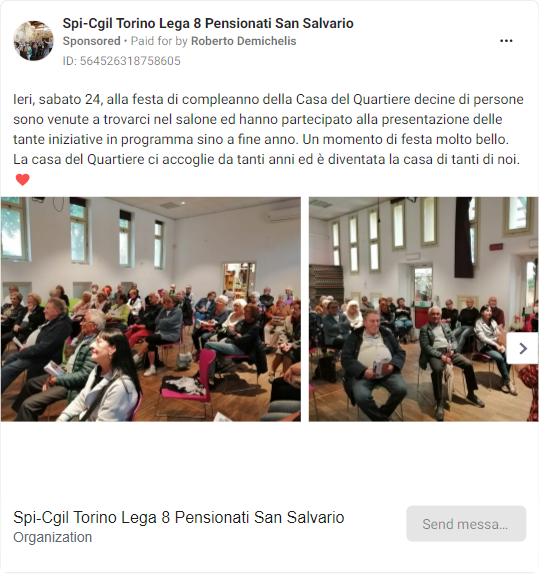 Spi-Cgil Torino Lega 8 Pensionati San Salvario
Sponsored • Paid for by Roberto Demichelis
ID: 564526318758605
Ieri, sabato 24, alla festa di compleanno della Casa del Quartiere decine di persone
sono venute a trovarci nel salone ed hanno partecipato alla presentazione delle
tante iniziative in programma sino a fine anno. Un momento di festa molto bello.
La casa del Quartiere ci accoglie da tanti anni ed è diventata la casa di tanti di noi.
❤️
Spi-Cgil Torino Lega 8 Pensionati San Salvario
Organization
Send messa...